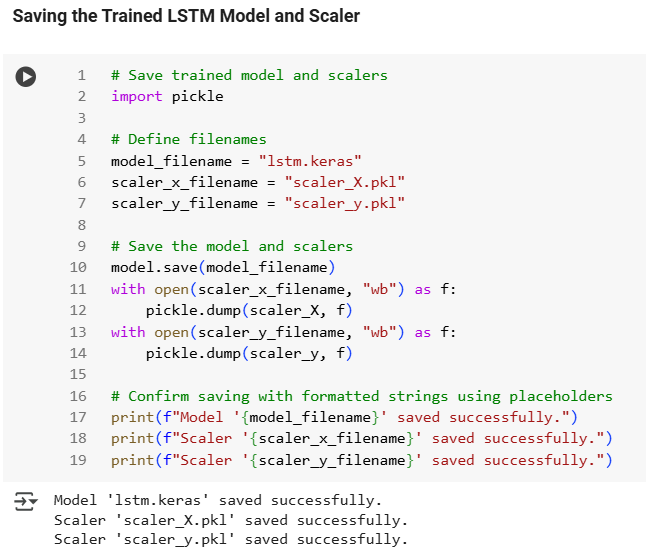 Saving the Trained LSTM Model and Scaler
1 # Save trained model and scalers
2 import pickle
3
4 # Define filenames
5 model_filename = "lstm.keras"
6 scaler_x_filename = "scaler_X.pkl"
7 scaler_y_filename = "scaler_y.pkl"
8
9 # Save the model and scalers
10 model.save(model_filename)
11 with open(scaler_x_filename, "wb") as f:
12     pickle.dump(scaler_X, f)
13 with open(scaler_y_filename, "wb") as f:
14     pickle.dump(scaler_y, f)
15
16 # Confirm saving with formatted strings using placeholders
17 print(f"Model '{model_filename}' saved successfully.")
18 print(f"Scaler '{scaler_x_filename}' saved successfully.")
19 print(f"Scaler '{scaler_y_filename}' saved successfully.")
Model 'lstm.keras' saved successfully.
Scaler 'scaler_X.pkl' saved successfully.
Scaler 'scaler_y.pkl' saved successfully.